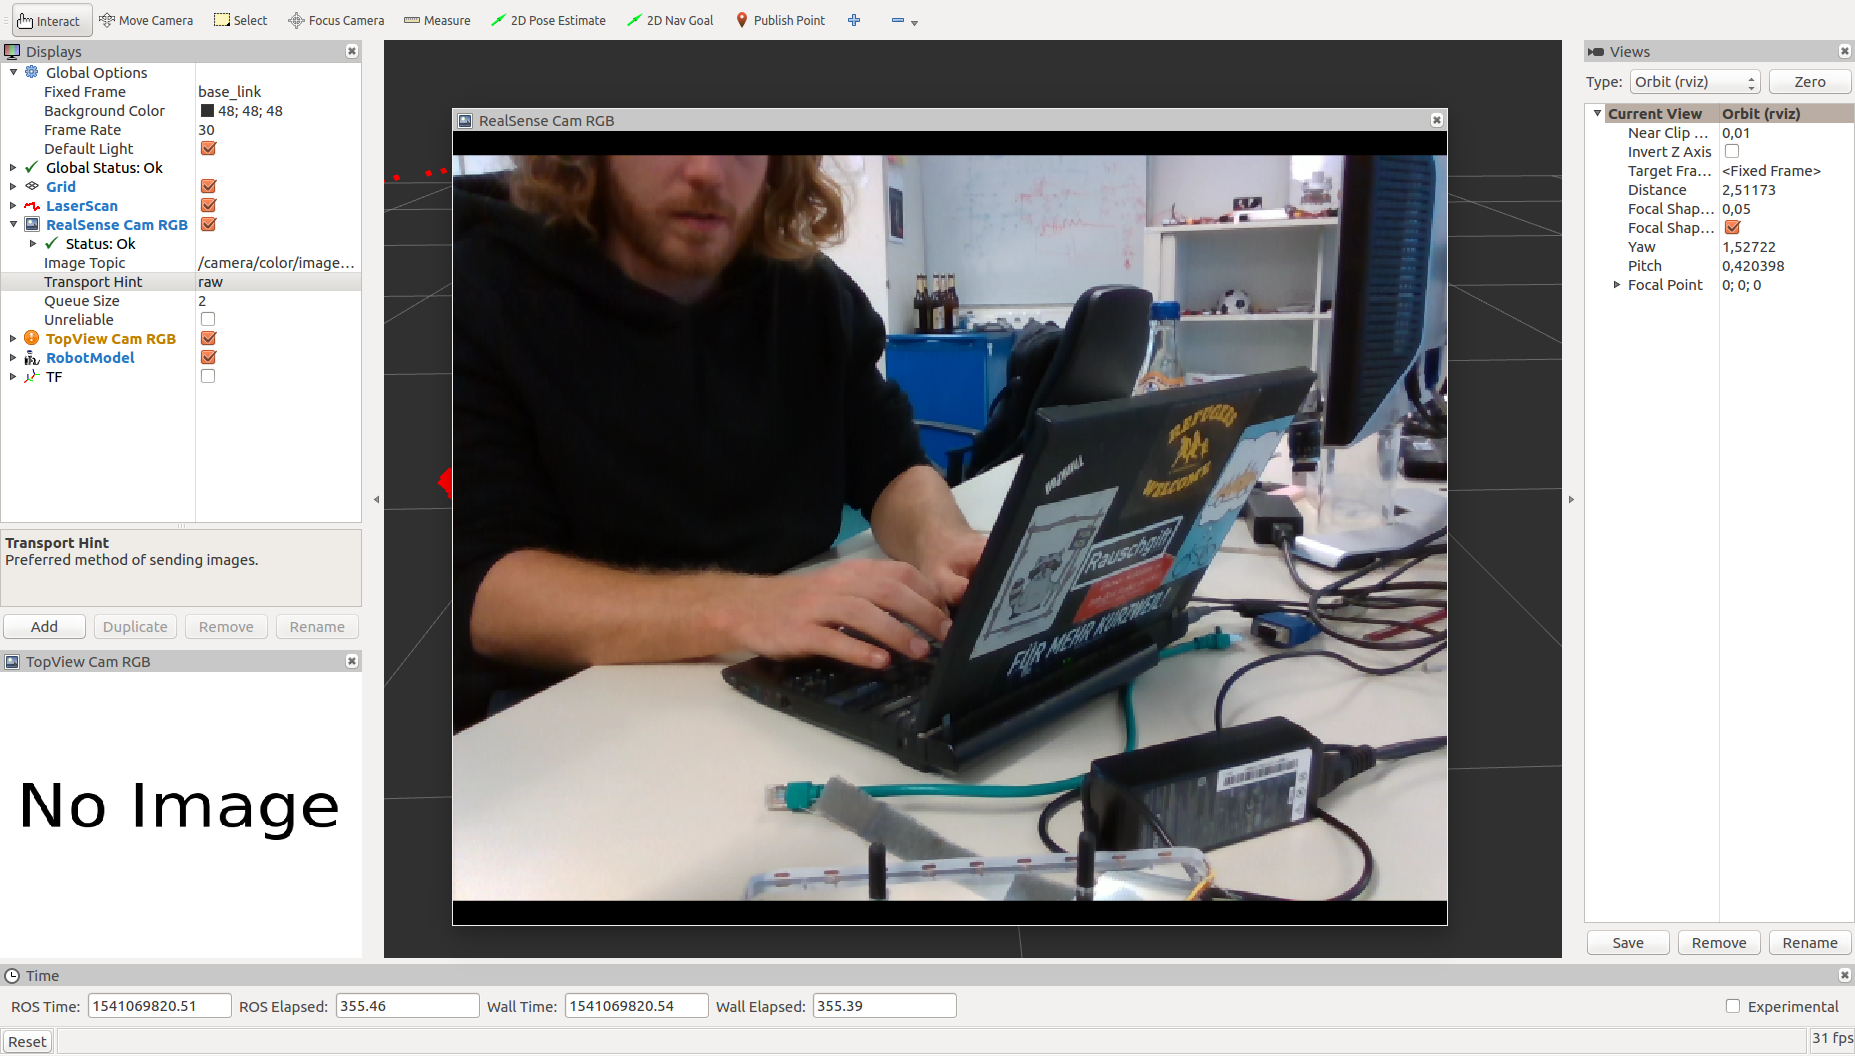 Interact Move Camera Select Focus Camera Measure 2D Pose Estimate 2D Nav Goal Publish Point
Displays
Global Options
Fixed Frame base_link
Background Color 48; 48; 48
Frame Rate 30
Default Light
Global Status: Ok
Grid
LaserScan
RealSense Cam RGB
Status: Ok
Image Topic /camera/color/image...
Transport Hint raw
Queue Size 2
Unreliable
TopView Cam RGB
RobotModel
TF
Transport Hint
Preferred method of sending images.
Add Duplicate Remove Rename
TopView Cam RGB
No Image
RealSense Cam RGB
REFUGEES
WELCOME
Rauschgift
FÜR MEHR KURZWEIL!
Views
Type: Orbit (rviz) Zero
Current View Orbit (rviz)
Near Clip ... 0,01
Invert Z Axis
Target Fra... <Fixed Frame>
Distance 2,51173
Focal Shap... 0,05
Focal Shap...
Yaw 1,52722
Pitch 0,420398
Focal Point 0; 0; 0
Save Remove Rename
Time
ROS Time: 1541069820.51 ROS Elapsed: 355.46 Wall Time: 1541069820.54 Wall Elapsed: 355.39 Experimental
Reset 31 fps